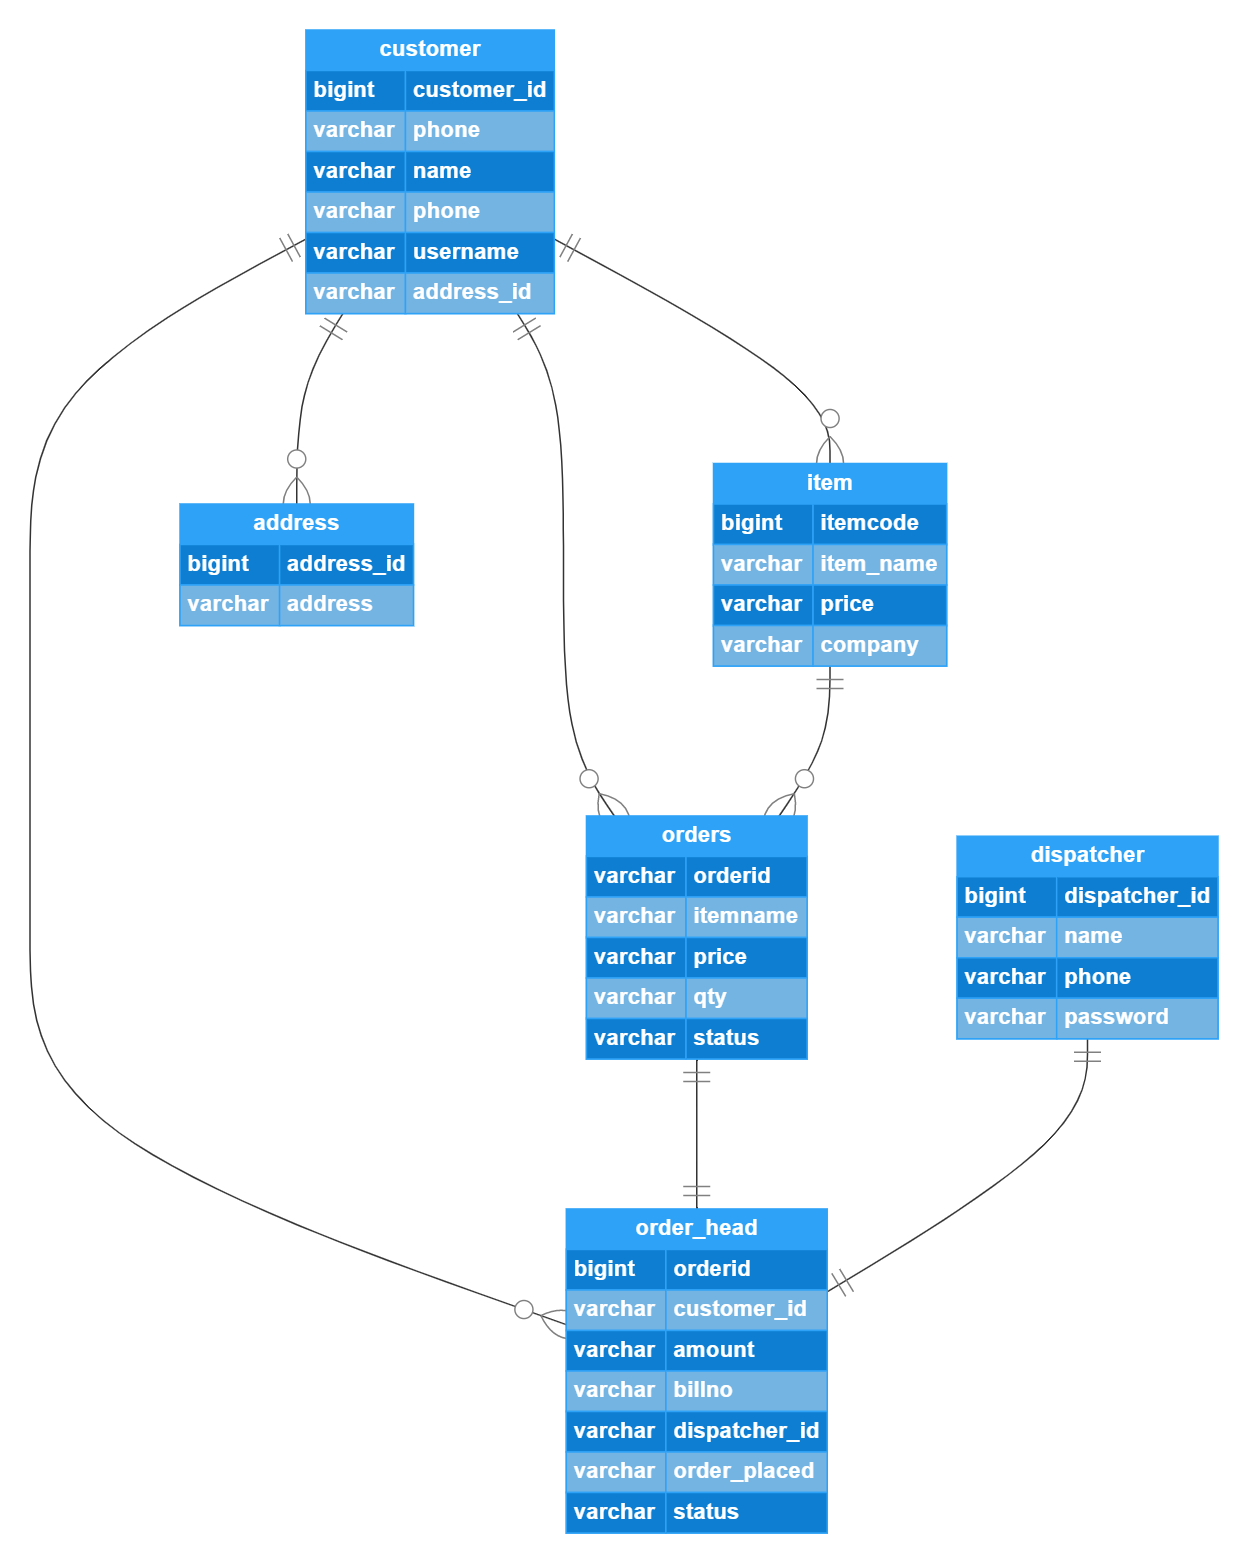 customer
bigint customer_id
varchar phone
varchar name
varchar phone
varchar username
varchar address_id
item
bigint itemcode
varchar item_name
varchar price
varchar company
address
bigint address_id
varchar address
orders
varchar orderid
varchar itemname
varchar price
varchar qty
varchar status
dispatcher
bigint dispatcher_id
varchar name
varchar phone
varchar password
order_head
bigint orderid
varchar customer_id
varchar amount
varchar billno
varchar dispatcher_id
varchar order_placed
varchar status